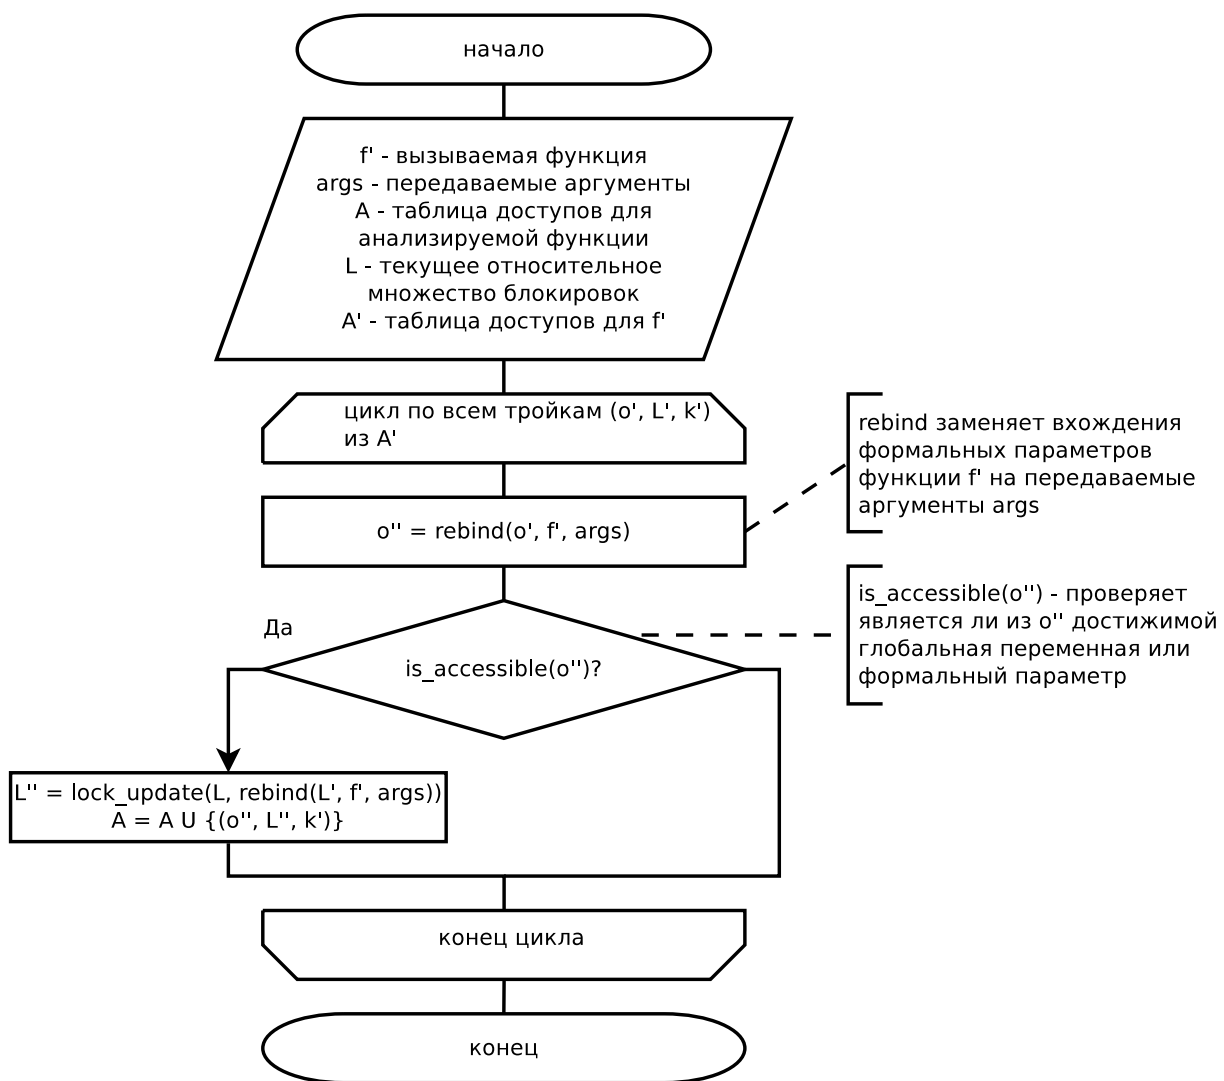 начало
f' - вызываемая функция
args - передаваемые аргументы
A - таблица доступов для
анализируемой функции
L - текущее относительное
множество блокировок
A' - таблица доступов для f'
цикл по всем тройкам (o', L', k')
из A'
rebind заменяет вхождения
формальных параметров
функции f' на передаваемые
аргументы args
o'' = rebind(o', f', args)
is_accessible(o'') - проверяет
является ли из o'' достижимой
глобальная переменная или
формальный параметр
Да
is_accessible(o'')?
L'' = lock_update(L, rebind(L', f', args))
A = A U {(o'', L'', k')}
конец цикла
конец